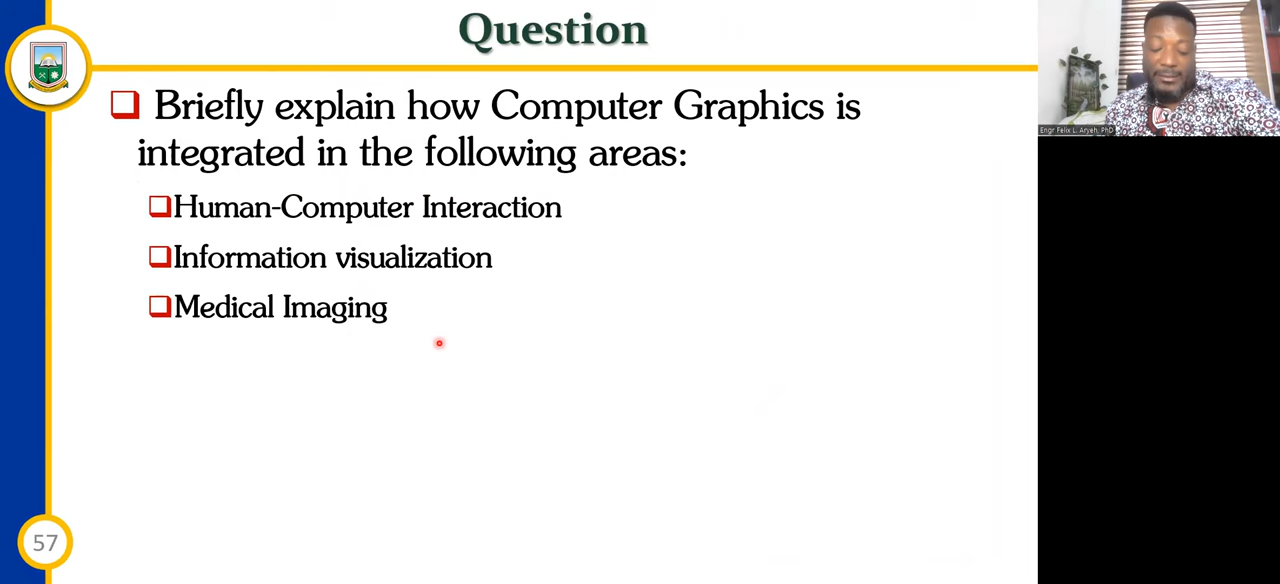 Question
❑ Briefly explain how Computer Graphics is
integrated in the following areas:
❑Human-Computer Interaction
❑Information visualization
❑Medical Imaging
57
Engr Felix L. Aryeh, PhD